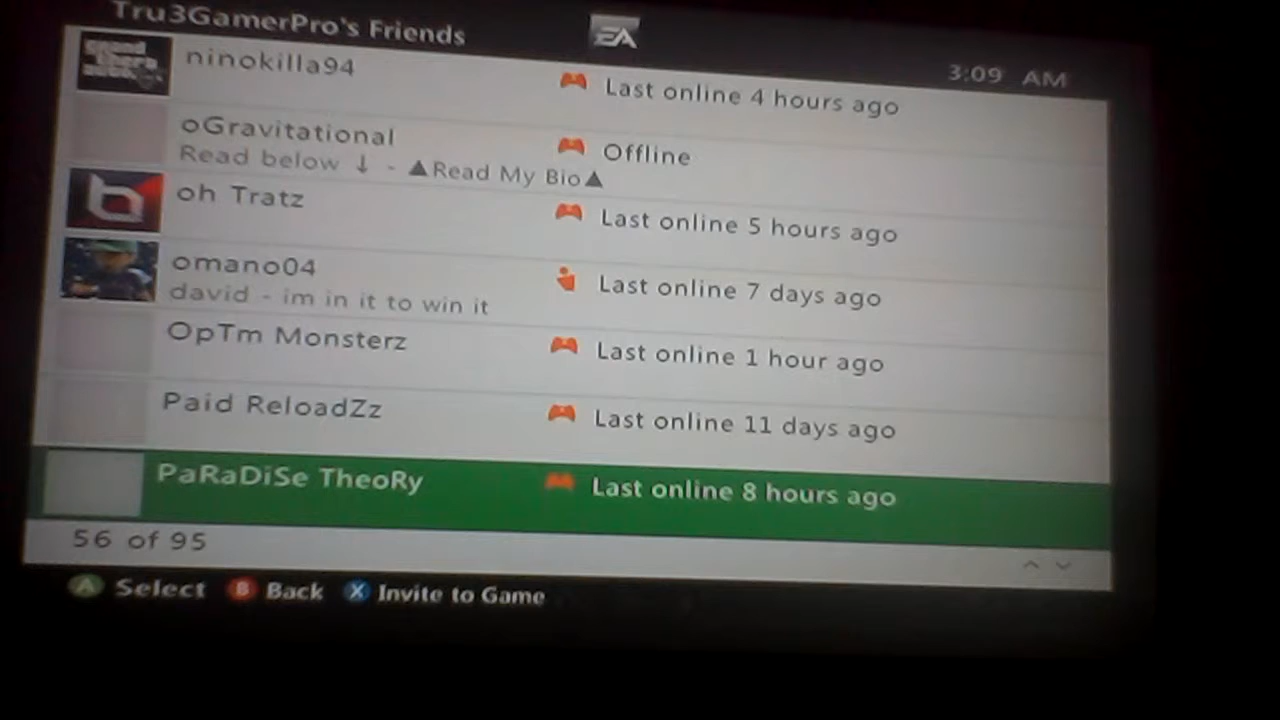 Tru3GamerPro's Friends
EA
3:09 AM
grand theft auto V
ninokilla94
Last online 4 hours ago
oGravitational
Offline
Read below ↓ - ▲Read My Bio▲
oh Tratz
Last online 5 hours ago
omano04
Last online 7 days ago
david - im in it to win it
OpTm Monsterz
Last online 1 hour ago
Paid ReloadZz
Last online 11 days ago
PaRaDiSe TheoRy
Last online 8 hours ago
56 of 95
A Select B Back X Invite to Game